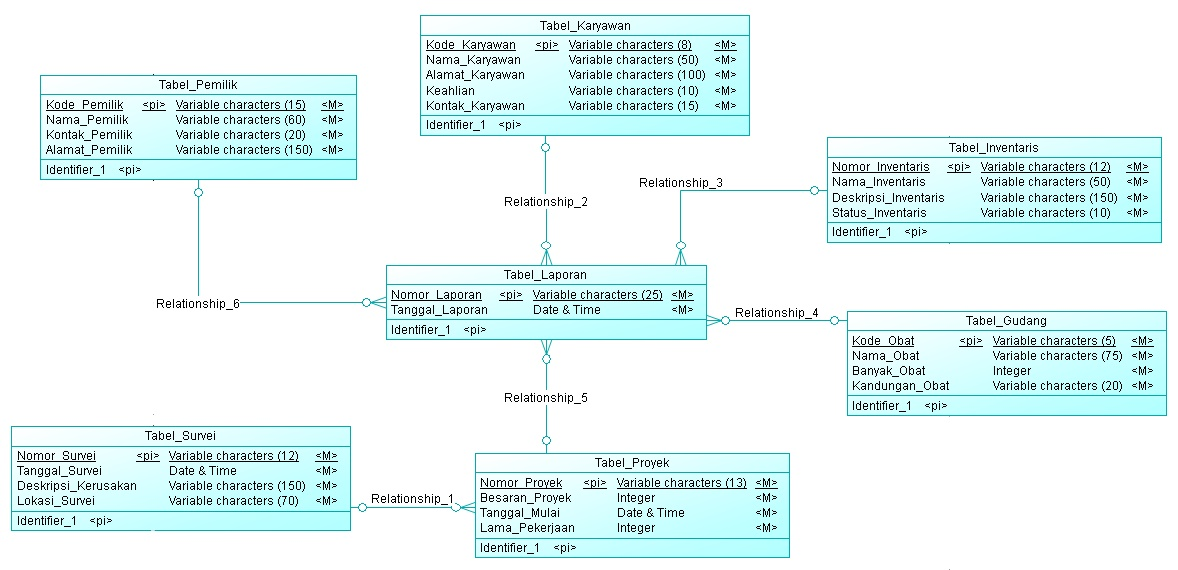 Tabel_Karyawan
Kode_Karyawan <pi> Variable characters (8) <M>
Nama_Karyawan Variable characters (50) <M>
Alamat_Karyawan Variable characters (100) <M>
Keahlian Variable characters (10) <M>
Kontak_Karyawan Variable characters (15) <M>
Identifier_1 <pi>
Tabel_Pemilik
Kode_Pemilik <pi> Variable characters (15) <M>
Nama_Pemilik Variable characters (60) <M>
Kontak_Pemilik Variable characters (20) <M>
Alamat_Pemilik Variable characters (150) <M>
Identifier_1 <pi>
Tabel_Inventaris
Nomor_Inventaris <pi> Variable characters (12) <M>
Nama_Inventaris Variable characters (50) <M>
Deskripsi_Inventaris Variable characters (150) <M>
Status_Inventaris Variable characters (10) <M>
Identifier_1 <pi>
Relationship_3
Relationship_2
Tabel_Laporan
Nomor_Laporan <pi> Variable characters (25) <M>
Tanggal_Laporan Date & Time <M>
Identifier_1 <pi>
Relationship_6
Relationship_4
Tabel_Gudang
Kode_Obat <pi> Variable characters (5) <M>
Nama_Obat Variable characters (75) <M>
Banyak_Obat Integer <M>
Kandungan_Obat Variable characters (20) <M>
Identifier_1 <pi>
Relationship_5
Tabel_Survei
Nomor_Survei <pi> Variable characters (12) <M>
Tanggal_Survei Date & Time <M>
Deskripsi_Kerusakan Variable characters (150) <M>
Lokasi_Survei Variable characters (70) <M>
Identifier_1 <pi>
Relationship_1
Tabel_Proyek
Nomor_Proyek <pi> Variable characters (13) <M>
Besaran_Proyek Integer <M>
Tanggal_Mulai Date & Time <M>
Lama_Pekerjaan Integer <M>
Identifier_1 <pi>